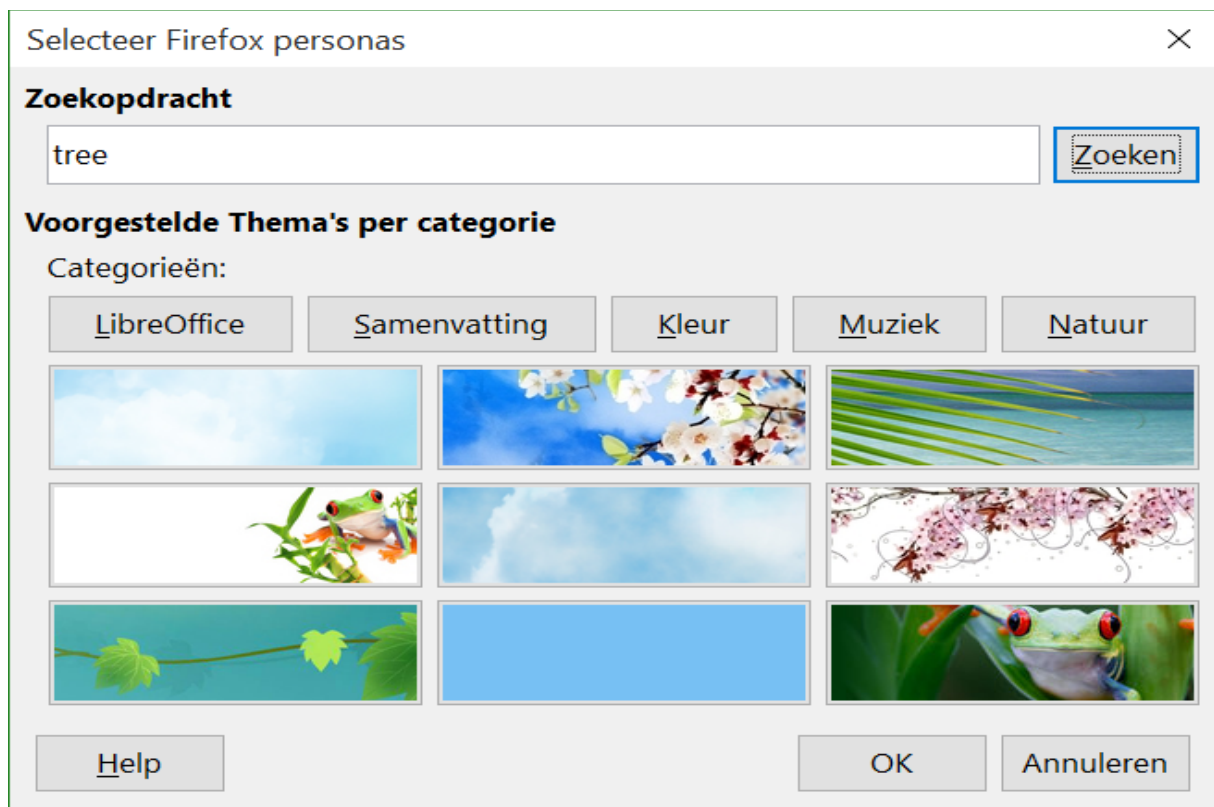 Selecteer Firefox personas
Zoekopdracht
tree Zoeken
Voorgestelde Thema's per categorie
Categorieën:
LibreOffice Samenvatting Kleur Muziek Natuur
Help OK Annuleren